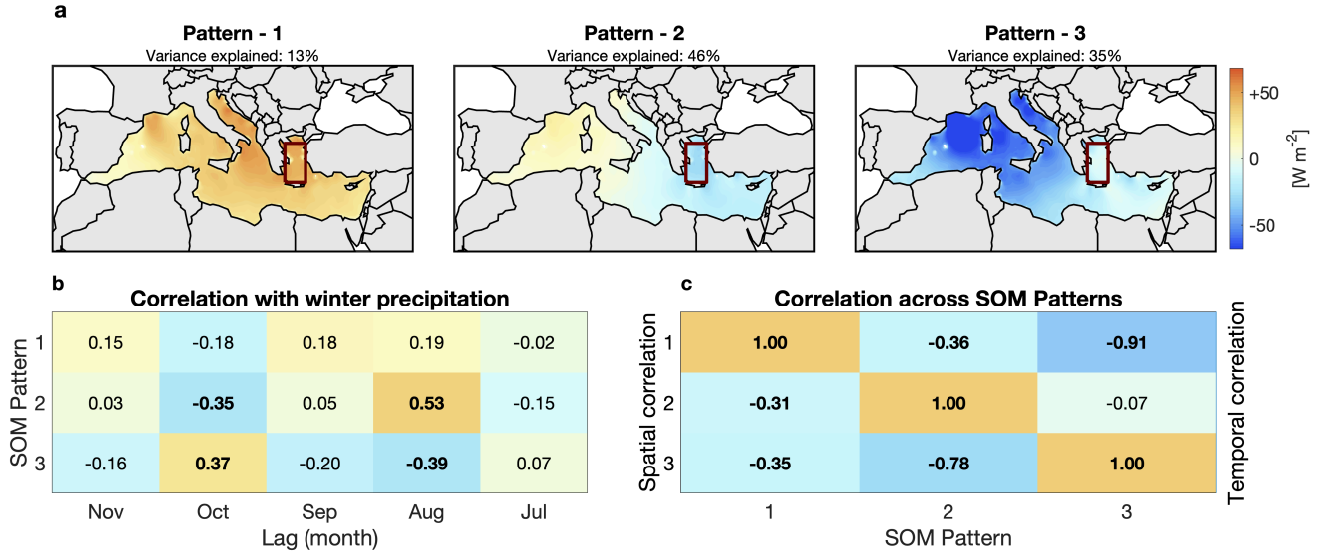 a
Pattern - 1
Variance explained: 13%
Pattern - 2
Variance explained: 46%
Pattern - 3
Variance explained: 35%
+50
0
-50
[W m⁻²]
b
Correlation with winter precipitation
SOM Pattern
1
0.15
-0.18
0.18
0.19
-0.02
2
0.03
-0.35
0.05
0.53
-0.15
3
-0.16
0.37
-0.20
-0.39
0.07
Nov
Oct
Sep
Aug
Jul
Lag (month)
c
Correlation across SOM Patterns
Spatial correlation
1
1.00
-0.36
-0.91
2
-0.31
1.00
-0.07
3
-0.35
-0.78
1.00
Temporal correlation
1
2
3
SOM Pattern